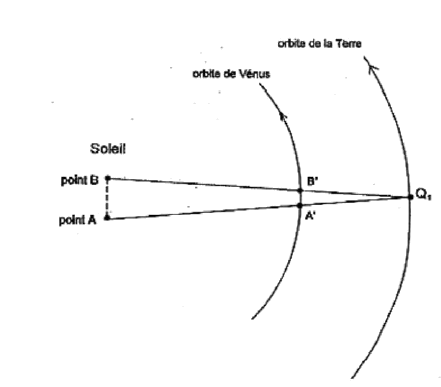 orbite de la Terre
orbite de Vénus
Soleil
point B
B'
Q₁
point A
A'